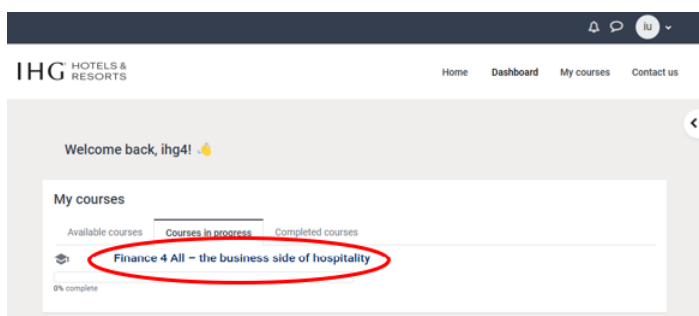 iu
IHG HOTELS & RESORTS
Home Dashboard My courses Contact us
Welcome back, ihg4!
My courses
Available courses Courses in progress Completed courses
Finance 4 All – the business side of hospitality
0% complete